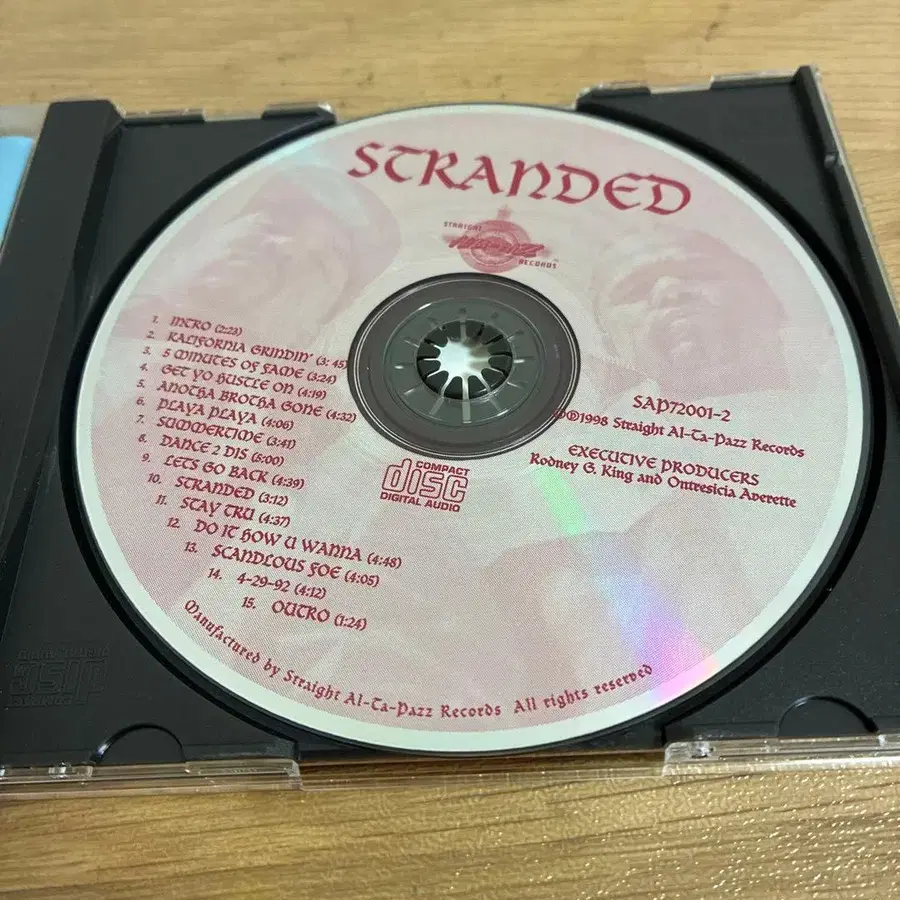 STRANDED
STRAIGHT
AL-TA-PAZZ
RECORDS
1. INTRO (2:23)
2. KALIFORNIA GRINDIN' (3:45)
3. 5 MINUTES OF FAME (3:24)
4. GET YO HUSTLE ON (4:19)
5. ANOTHA BROTHA GONE (4:32)
6. PLAYA PLAYA (4:06)
7. SUMMERTIME (3:41)
8. DANCE 2 DIS (5:00)
9. LETS GO BACK (4:39)
10. STRANDED (3:12)
11. STAY TRU (4:37)
12. DO IT HOW U WANNA (4:48)
13. SCANDLOUS FOE (4:05)
14. 4-29-92 (4:12)
15. OUTRO (1:24)
COMPACT
disc
DIGITAL AUDIO
SAP72001-2
©℗1998 Straight Al-Ta-Pazz Records
EXECUTIVE PRODUCERS
Rodney G. King and Ontresicia Averette
Manufactured by Straight Al-Ta-Pazz Records All rights reserved